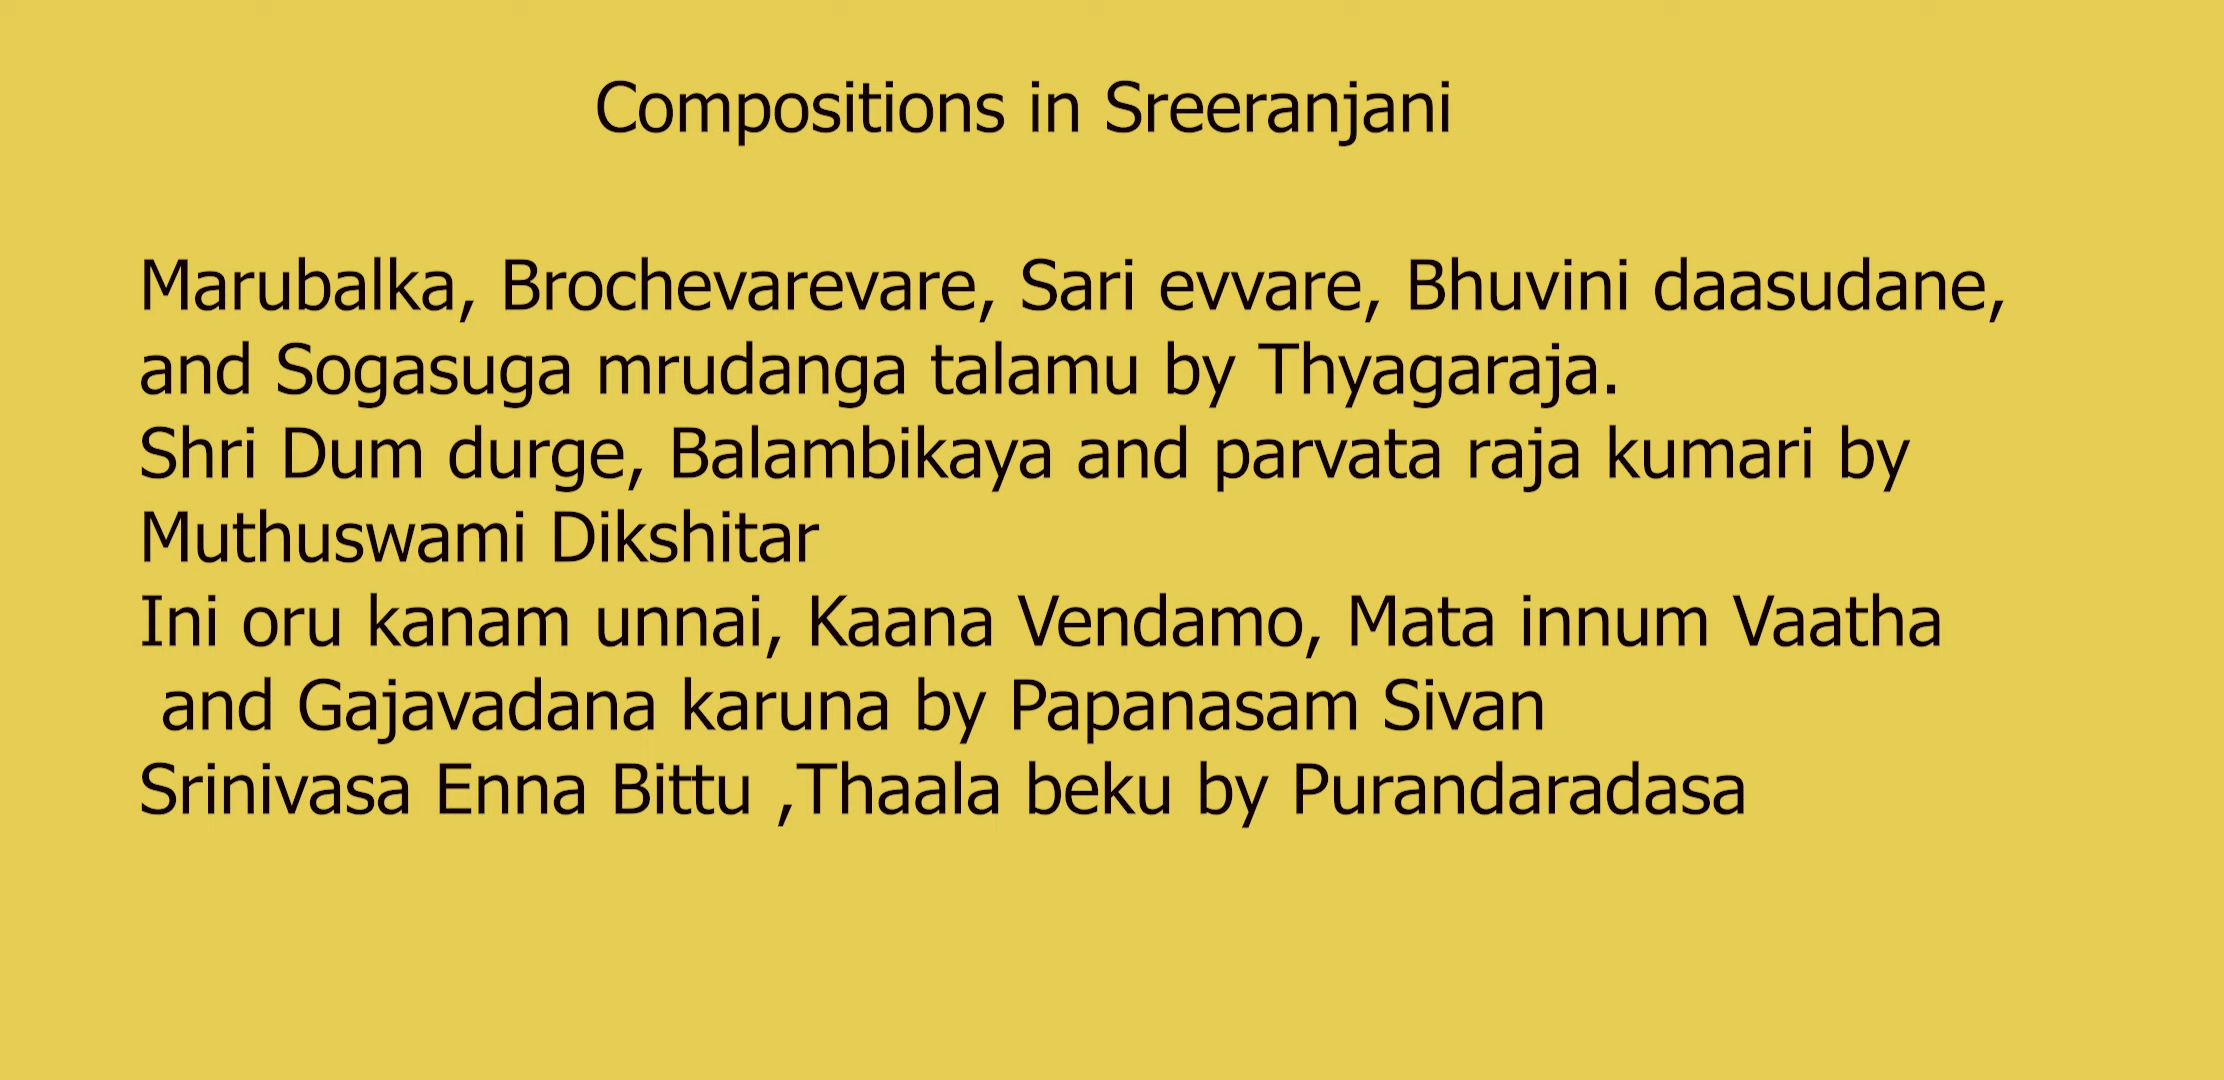 Compositions in Sreeranjani
Marubalka, Brochevarevare, Sari evvare, Bhuvini daasudane,
and Sogasuga mrudanga talamu by Thyagaraja.
Shri Dum durge, Balambikaya and parvata raja kumari by
Muthuswami Dikshitar
Ini oru kanam unnai, Kaana Vendamo, Mata innum Vaatha
and Gajavadana karuna by Papanasam Sivan
Srinivasa Enna Bittu ,Thaala beku by Purandaradasa